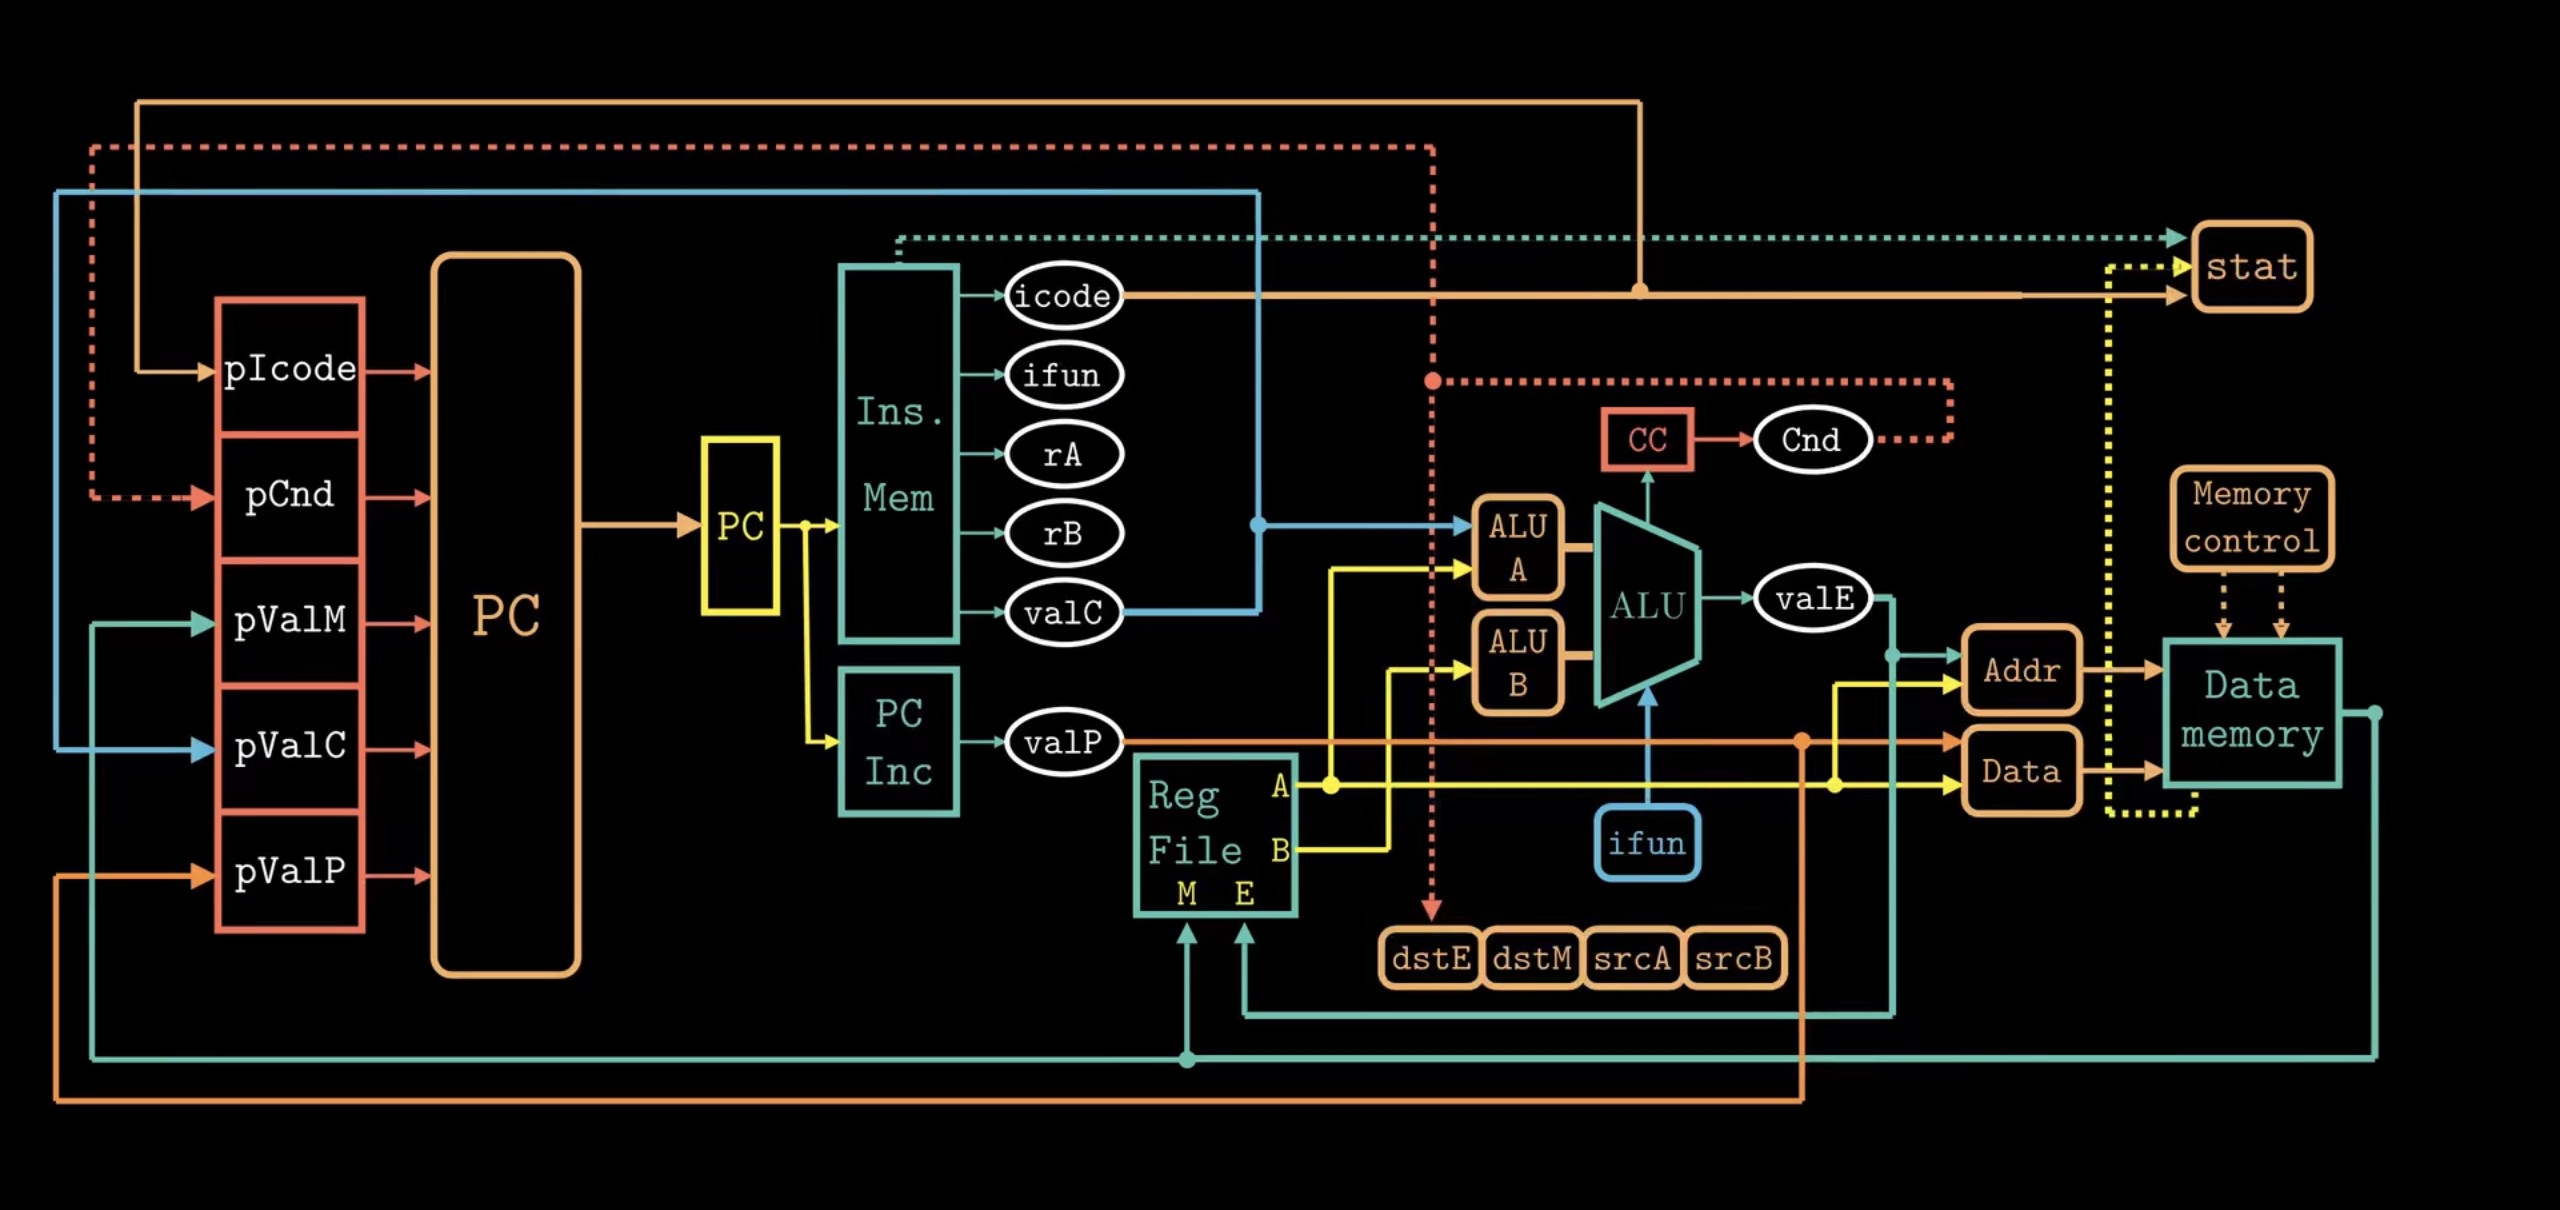 pIcode
pCnd
pValM
pValC
pValP
PC
PC
Ins.
Mem
PC
Inc
icode
ifun
rA
rB
valC
valP
Reg
File
A
B
M E
ALU
A
ALU
B
ALU
CC
Cnd
valE
ifun
dstE dstM srcA srcB
Addr
Data
stat
Memory
control
Data
memory